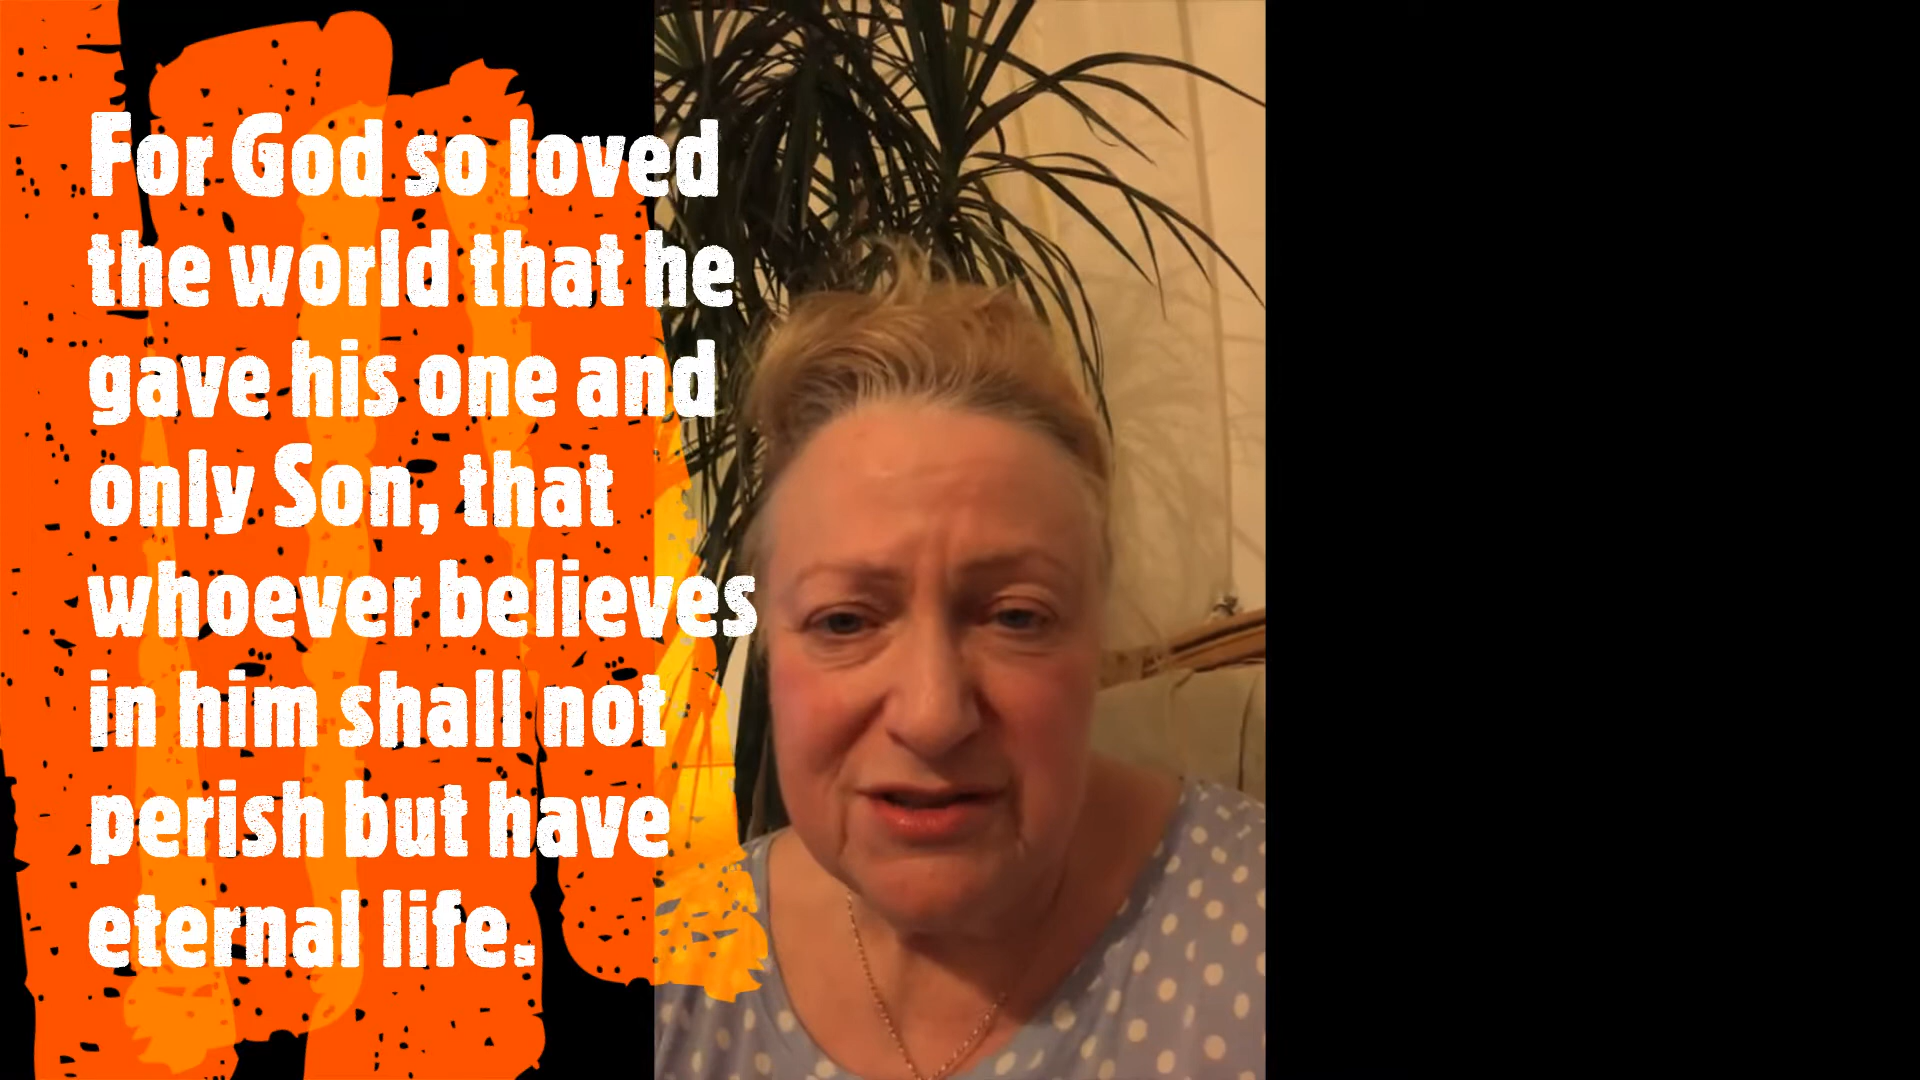 For God so loved
the world that he
gave his one and
only Son, that
whoever believes
in him shall not
perish but have
eternal life.